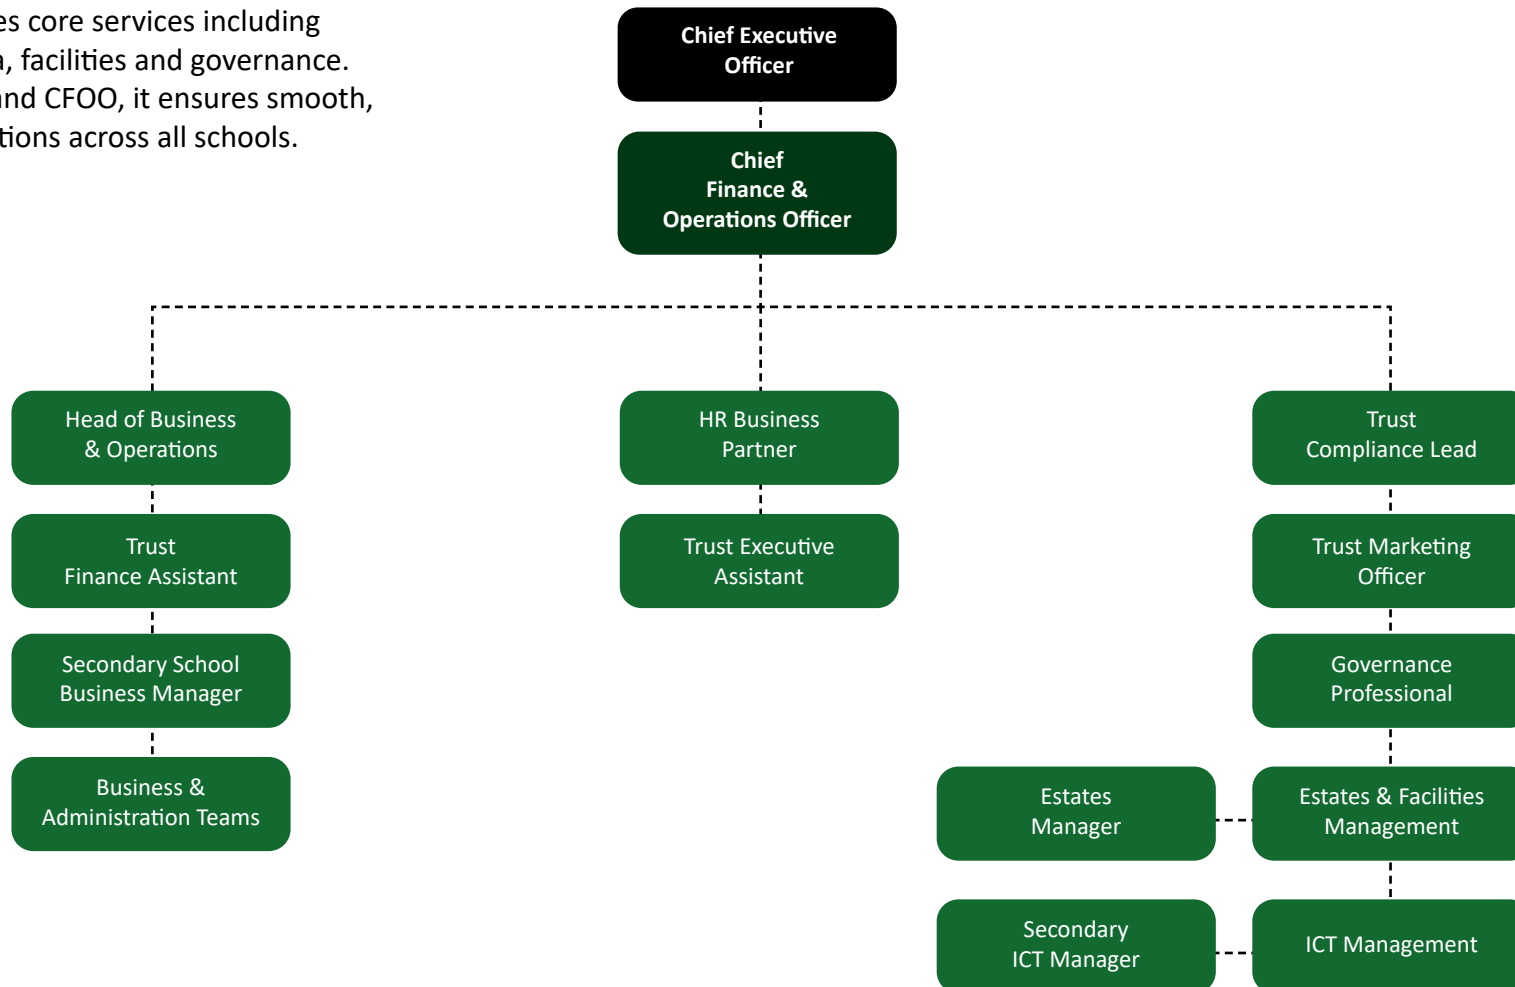 core services including
facilities and governance.
and CFOO, it ensures smooth,
across all schools.
Chief Executive
Officer
Chief
Finance &
Operations Officer
Head of Business
& Operations
HR Business
Partner
Trust
Compliance Lead
Trust
Finance Assistant
Trust Executive
Assistant
Trust Marketing
Officer
Secondary School
Business Manager
Governance
Professional
Business &
Administration Teams
Estates
Manager
Estates & Facilities
Management
Secondary
ICT Manager
ICT Management